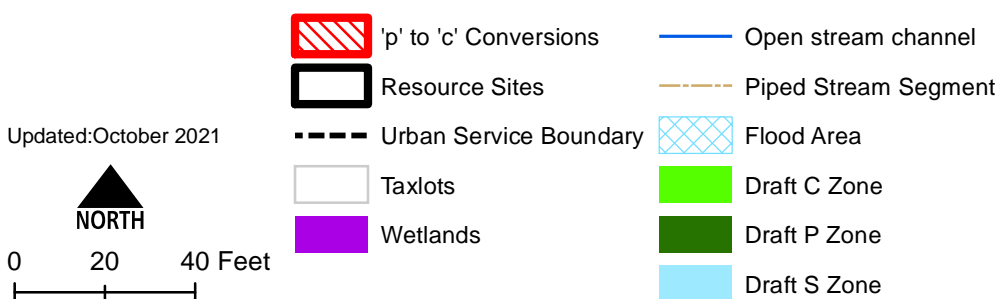 Updated:October 2021
NORTH
0 20 40 Feet
'p' to 'c' Conversions
Resource Sites
Urban Service Boundary
Taxlots
Wetlands
Open stream channel
Piped Stream Segment
Flood Area
Draft C Zone
Draft P Zone
Draft S Zone